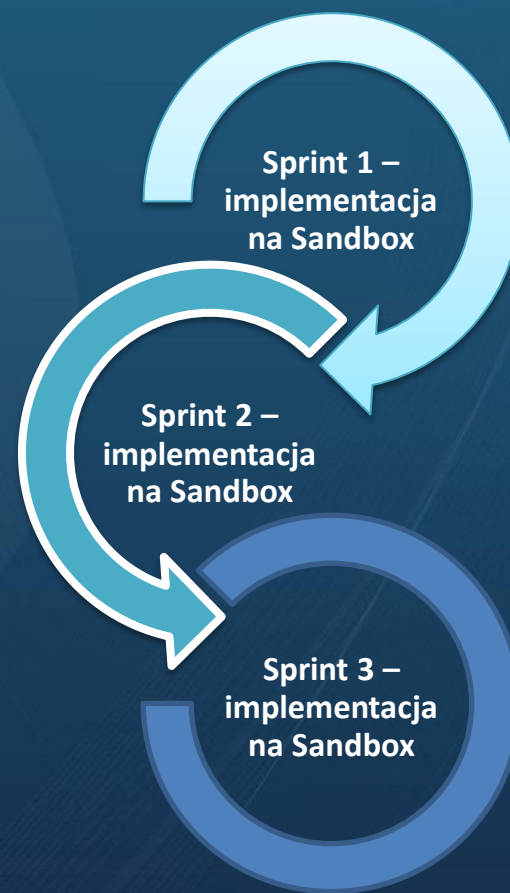 Sprint 1 –
implementacja
na Sandbox
Sprint 2 –
implementacja
na Sandbox
Sprint 3 –
implementacja
na Sandbox